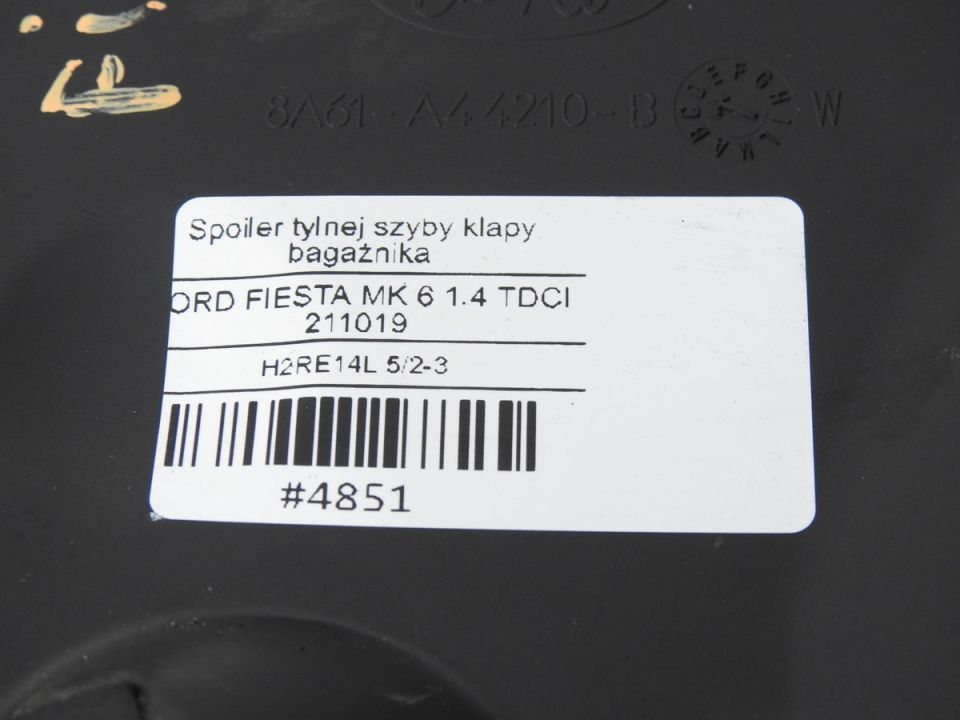 8A61-A44210-B W
Spoiler tylnej szyby klapy
bagażnika
ORD FIESTA MK 6 1.4 TDCI
211019
H2RE14L 5/2-3
#4851